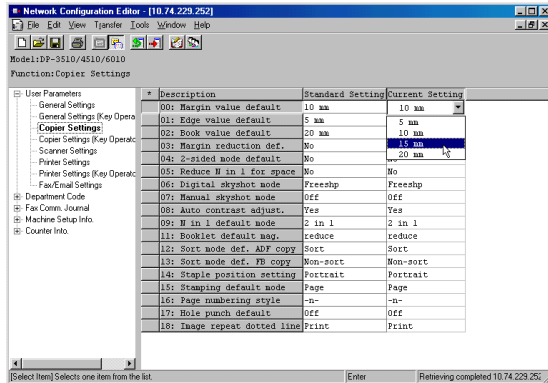 Network Configuration Editor - [10.74.229.252]
File Edit View Transfer Tools Window Help
Model:DP-3510/4510/6010
Function:Copier Settings
User Parameters
General Settings
General Settings (Key Opera
Copier Settings
Copier Settings (Key Operato
Scanner Settings
Printer Settings
Printer Settings (Key Operato
Fax/Email Settings
Department Code
Fax Comm. Journal
Machine Setup Info.
Counter Info.
* Description Standard Setting Current Setting
00: Margin value default 10 mm 10 mm
01: Edge value default 5 mm
02: Book value default 20 mm
03: Margin reduction def. No
04: 2-sided mode default No
5 mm
10 mm
15 mm
20 mm
05: Reduce N in 1 for space No No
06: Digital skyshot mode Freeshp Freeshp
07: Manual skyshot mode Off Off
08: Auto contrast adjust. Yes Yes
09: N in 1 default mode 2 in 1 2 in 1
11: Booklet default mag. reduce reduce
12: Sort mode def. ADF copy Sort Sort
13: Sort mode def. FB copy Non-sort Non-sort
14: Staple position setting Portrait Portrait
15: Stamping default mode Page Page
16: Page numbering style -n- -n-
17: Hole punch default Off Off
18: Image repeat dotted line Print Print
[Select Item] Selects one item from the list. Enter Retrieving completed 10.74.229.252